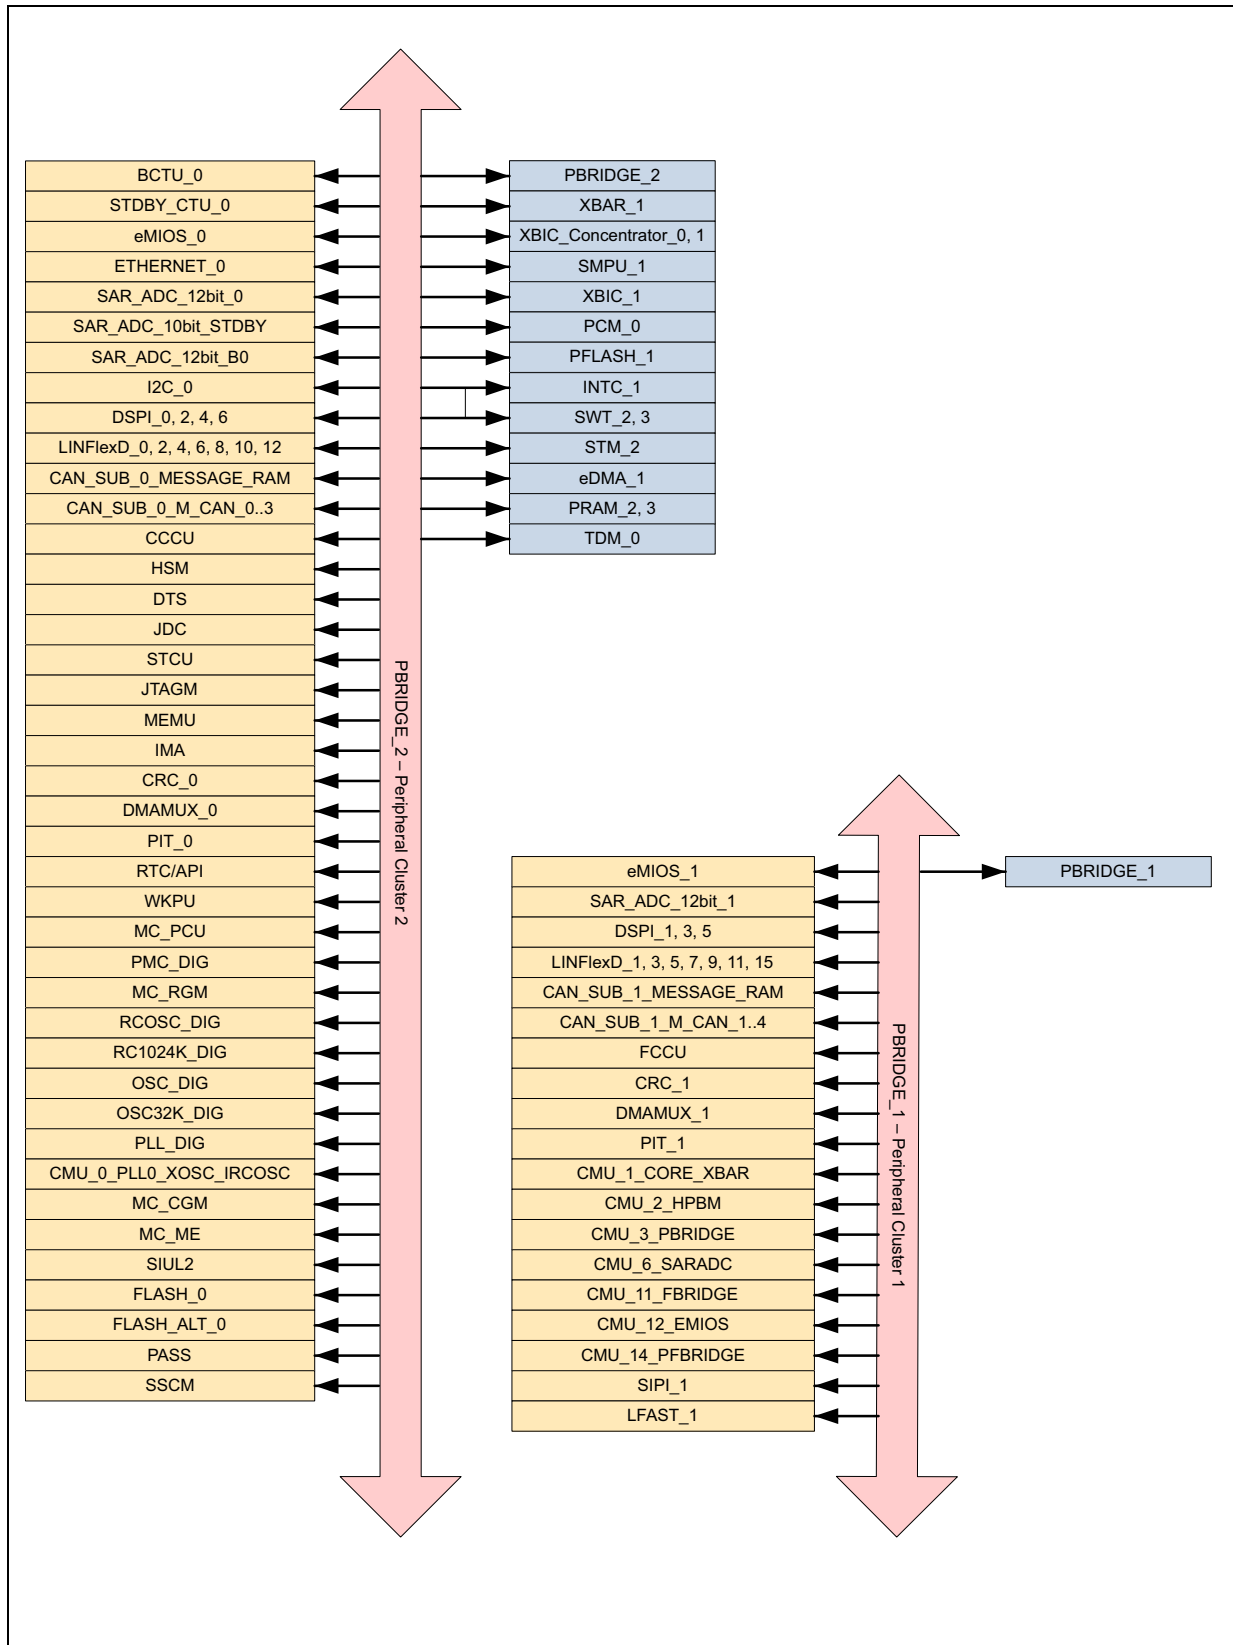 BCTU_0
STDBY_CTU_0
eMIOS_0
ETHERNET_0
SAR_ADC_12bit_0
SAR_ADC_10bit_STDBY
SAR_ADC_12bit_B0
I2C_0
DSPI_0, 2, 4, 6
LINFlexD_0, 2, 4, 6, 8, 10, 12
CAN_SUB_0_MESSAGE_RAM
CAN_SUB_0_M_CAN_0..3
CCCU
HSM
DTS
JDC
STCU
JTAGM
MEMU
IMA
CRC_0
DMAMUX_0
PIT_0
RTC/API
WKPU
MC_PCU
PMC_DIG
MC_RGM
RCOSC_DIG
RC1024K_DIG
OSC_DIG
OSC32K_DIG
PLL_DIG
CMU_0_PLL0_XOSC_IRCOSC
MC_CGM
MC_ME
SIUL2
FLASH_0
FLASH_ALT_0
PASS
SSCM
PBRIDGE_2 – Peripheral Cluster 2
PBRIDGE_2
XBAR_1
XBIC_Concentrator_0, 1
SMPU_1
XBIC_1
PCM_0
PFLASH_1
INTC_1
SWT_2, 3
STM_2
eDMA_1
PRAM_2, 3
TDM_0
eMIOS_1
SAR_ADC_12bit_1
DSPI_1, 3, 5
LINFlexD_1, 3, 5, 7, 9, 11, 15
CAN_SUB_1_MESSAGE_RAM
CAN_SUB_1_M_CAN_1..4
FCCU
CRC_1
DMAMUX_1
PIT_1
CMU_1_CORE_XBAR
CMU_2_HPBM
CMU_3_PBRIDGE
CMU_6_SARADC
CMU_11_FBRIDGE
CMU_12_EMIOS
CMU_14_PFBRIDGE
SIPI_1
LFAST_1
PBRIDGE_1 – Peripheral Cluster 1
PBRIDGE_1